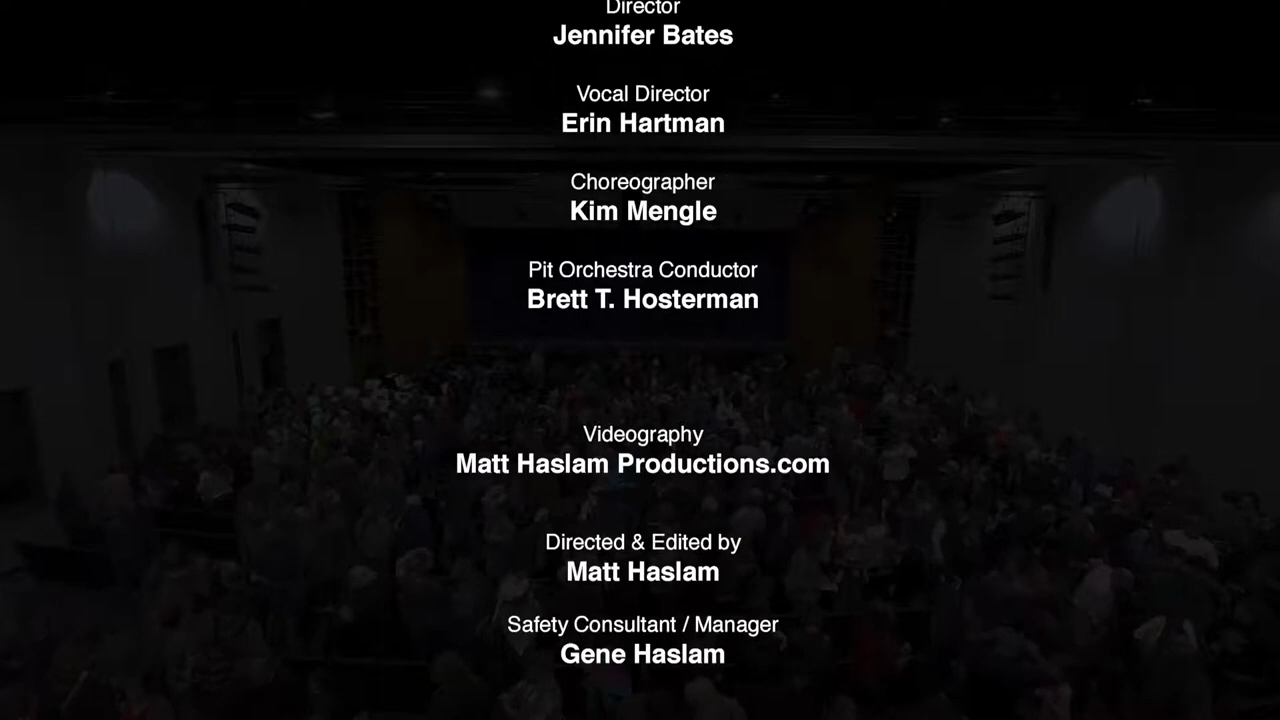 Director
Jennifer Bates
Vocal Director
Erin Hartman
Choreographer
Kim Mengle
Pit Orchestra Conductor
Brett T. Hosterman
Videography
Matt Haslam Productions.com
Directed & Edited by
Matt Haslam
Safety Consultant / Manager
Gene Haslam